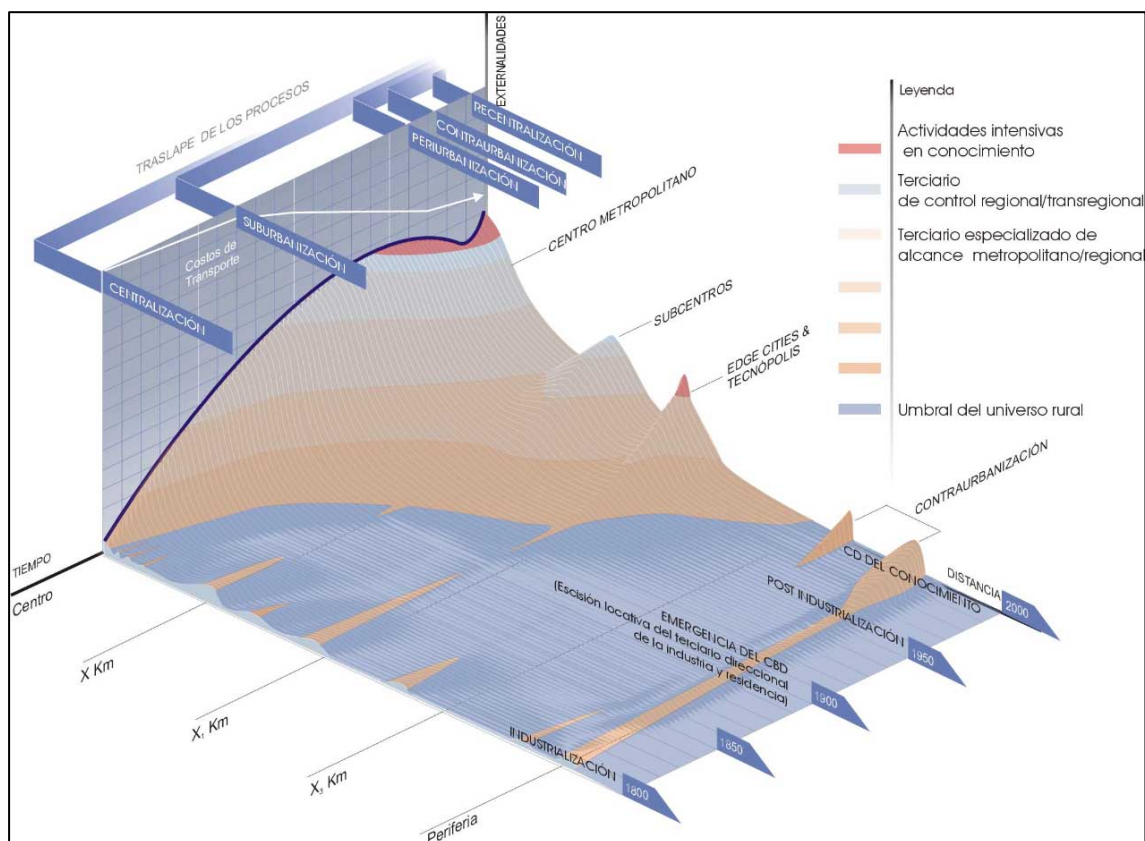 EXTERNALIDADES
TRASLAPE DE LOS PROCESOS
RECENTRALIZACIÓN
CONTRAURBANIZACIÓN
PERIURBANIZACIÓN
SUBURBANIZACIÓN
CENTRALIZACIÓN
Costos de
Transporte
CENTRO METROPOLITANO
SUBCENTROS
EDGE CITIES &
TECNÓPOLIS
Leyenda
Actividades intensivas
en conocimiento
Terciario
de control regional/transregional
Terciario especializado de
alcance metropolitano/regional
Umbral del universo rural
CONTRAURBANIZACIÓN
TIEMPO
Centro
X Km
X, Km
X, Km
Periferia
DISTANCIA
CD DEL CONOCIMIENTO
POST INDUSTRIALIZACIÓN
EMERGENCIA DEL CBD
(Escisión locativa del terciario direccional
de la industria y residencia)
INDUSTRIALIZACIÓN
2000
1950
1900
1850
1800